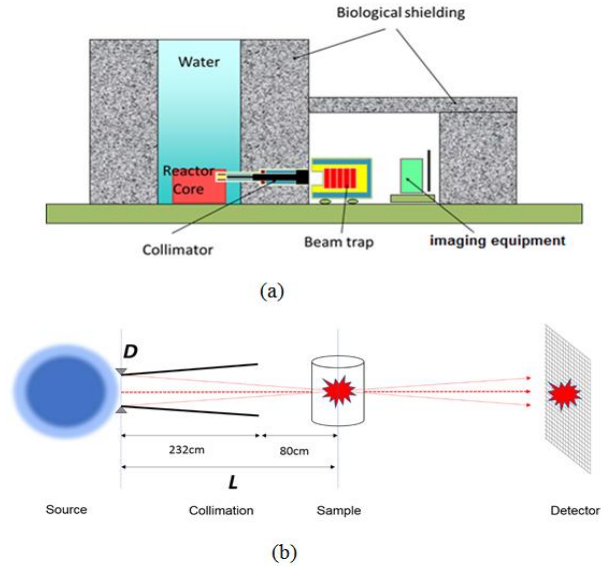 Biological shielding
Water
Reactor
Core
Collimator
Beam trap
imaging equipment
(a)
D
232cm
80cm
L
Source
Collimation
Sample
Detector
(b)